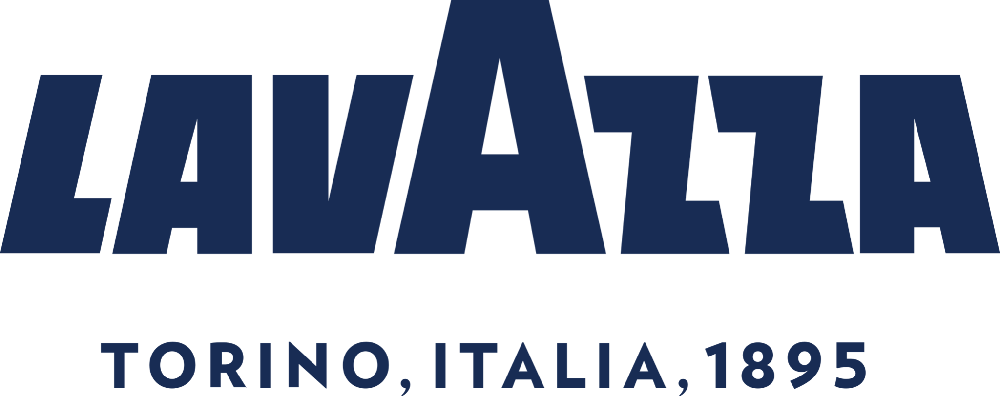 LAVAZZA
TORINO, ITALIA, 1895